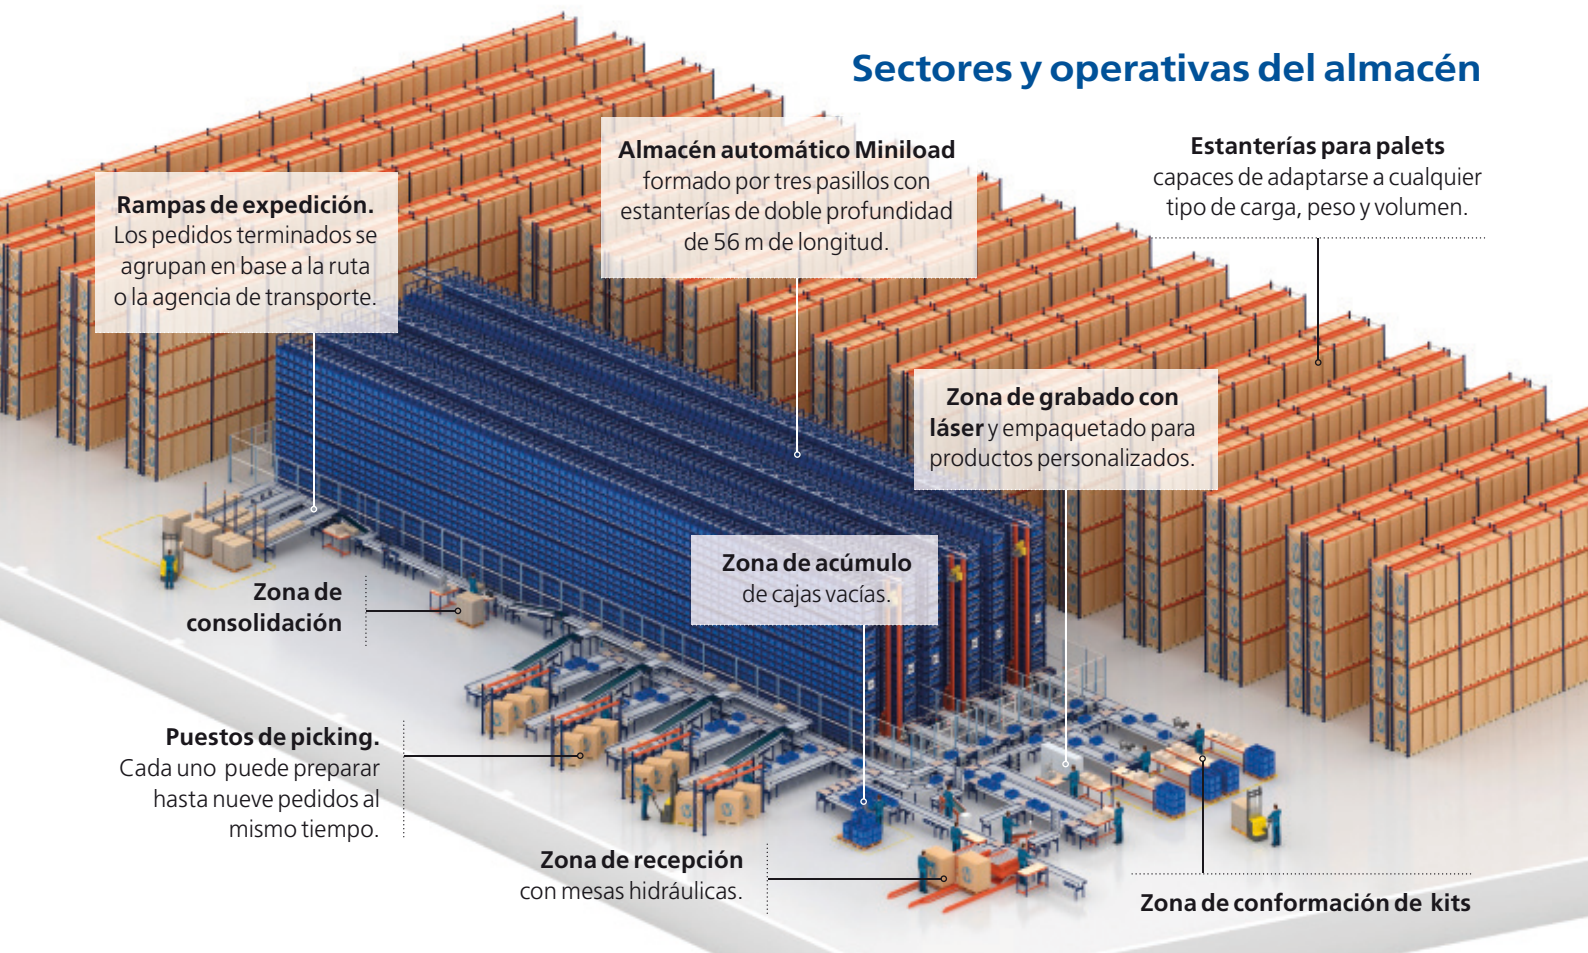 Sectores y operativas del almacén
Rampas de expedición.
Los pedidos terminados se
agrupan en base a la ruta
o la agencia de transporte.
Almacén automático Miniload
formado por tres pasillos con
estanterías de doble profundidad
de 56 m de longitud.
Estanterías para palets
capaces de adaptarse a cualquier
tipo de carga, peso y volumen.
Zona de grabado con
láser y empaquetado para
productos personalizados.
Zona de acúmulo
de cajas vacías.
Zona de
consolidación
Puestos de picking.
Cada uno puede preparar
hasta nueve pedidos al
mismo tiempo.
Zona de recepción
con mesas hidráulicas.
Zona de conformación de kits